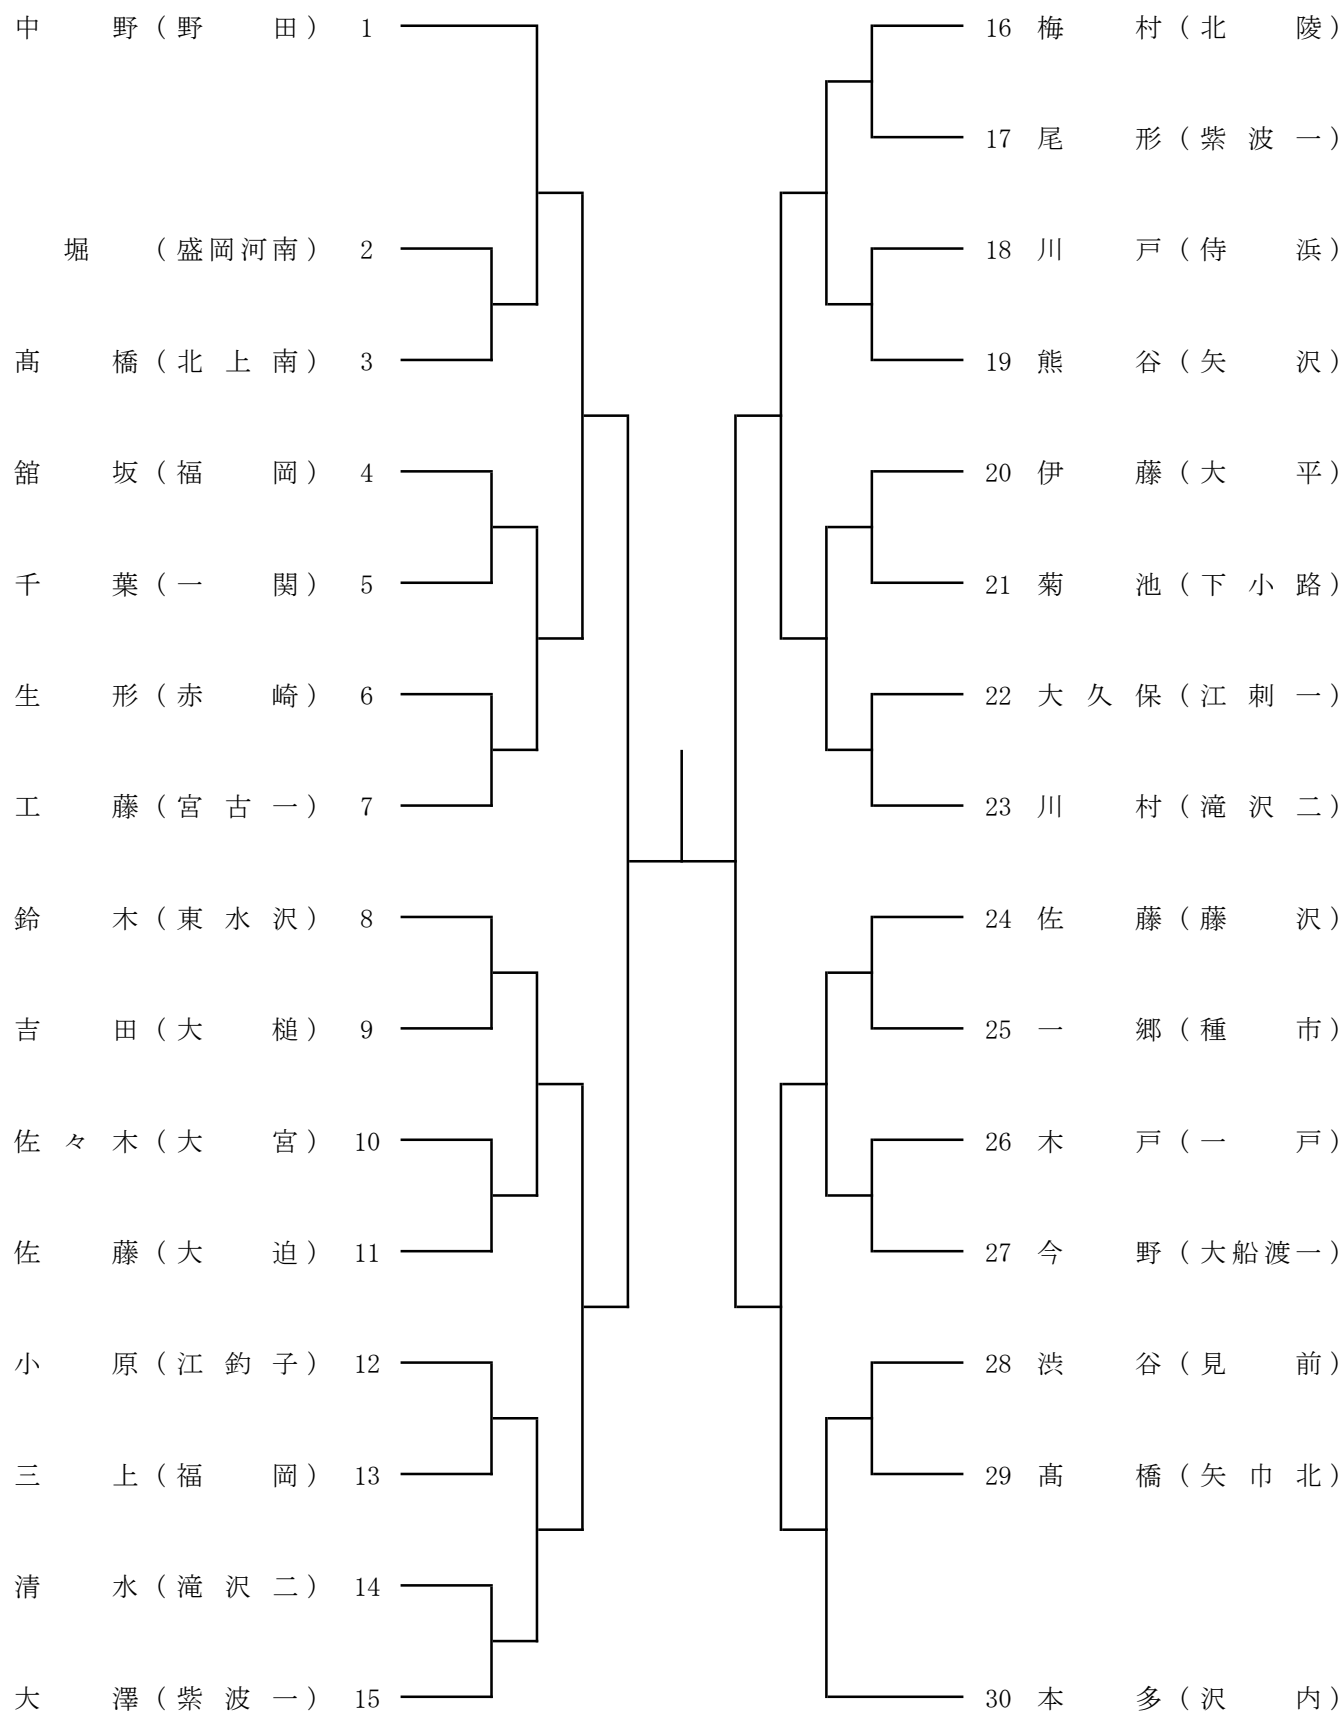 中野（野田） 1
堀（盛岡河南） 2
髙橋（北上南） 3
舘坂（福岡） 4
千葉（一関） 5
生形（赤崎） 6
工藤（宮古一） 7
鈴木（東水沢） 8
吉田（大槌） 9
佐々木（大宮） 10
佐藤（大迫） 11
小原（江釣子） 12
三上（福岡） 13
清水（滝沢二） 14
大澤（紫波一） 15
16 梅村（北陵）
17 尾形（紫波一）
18 川戸（侍浜）
19 熊谷（矢沢）
20 伊藤（大平）
21 菊池（下小路）
22 大久保（江刺一）
23 川村（滝沢二）
24 佐藤（藤沢）
25 一郷（種市）
26 木戸（一戸）
27 今野（大船渡一）
28 渋谷（見前）
29 髙橋（矢巾北）
30 本多（沢内）